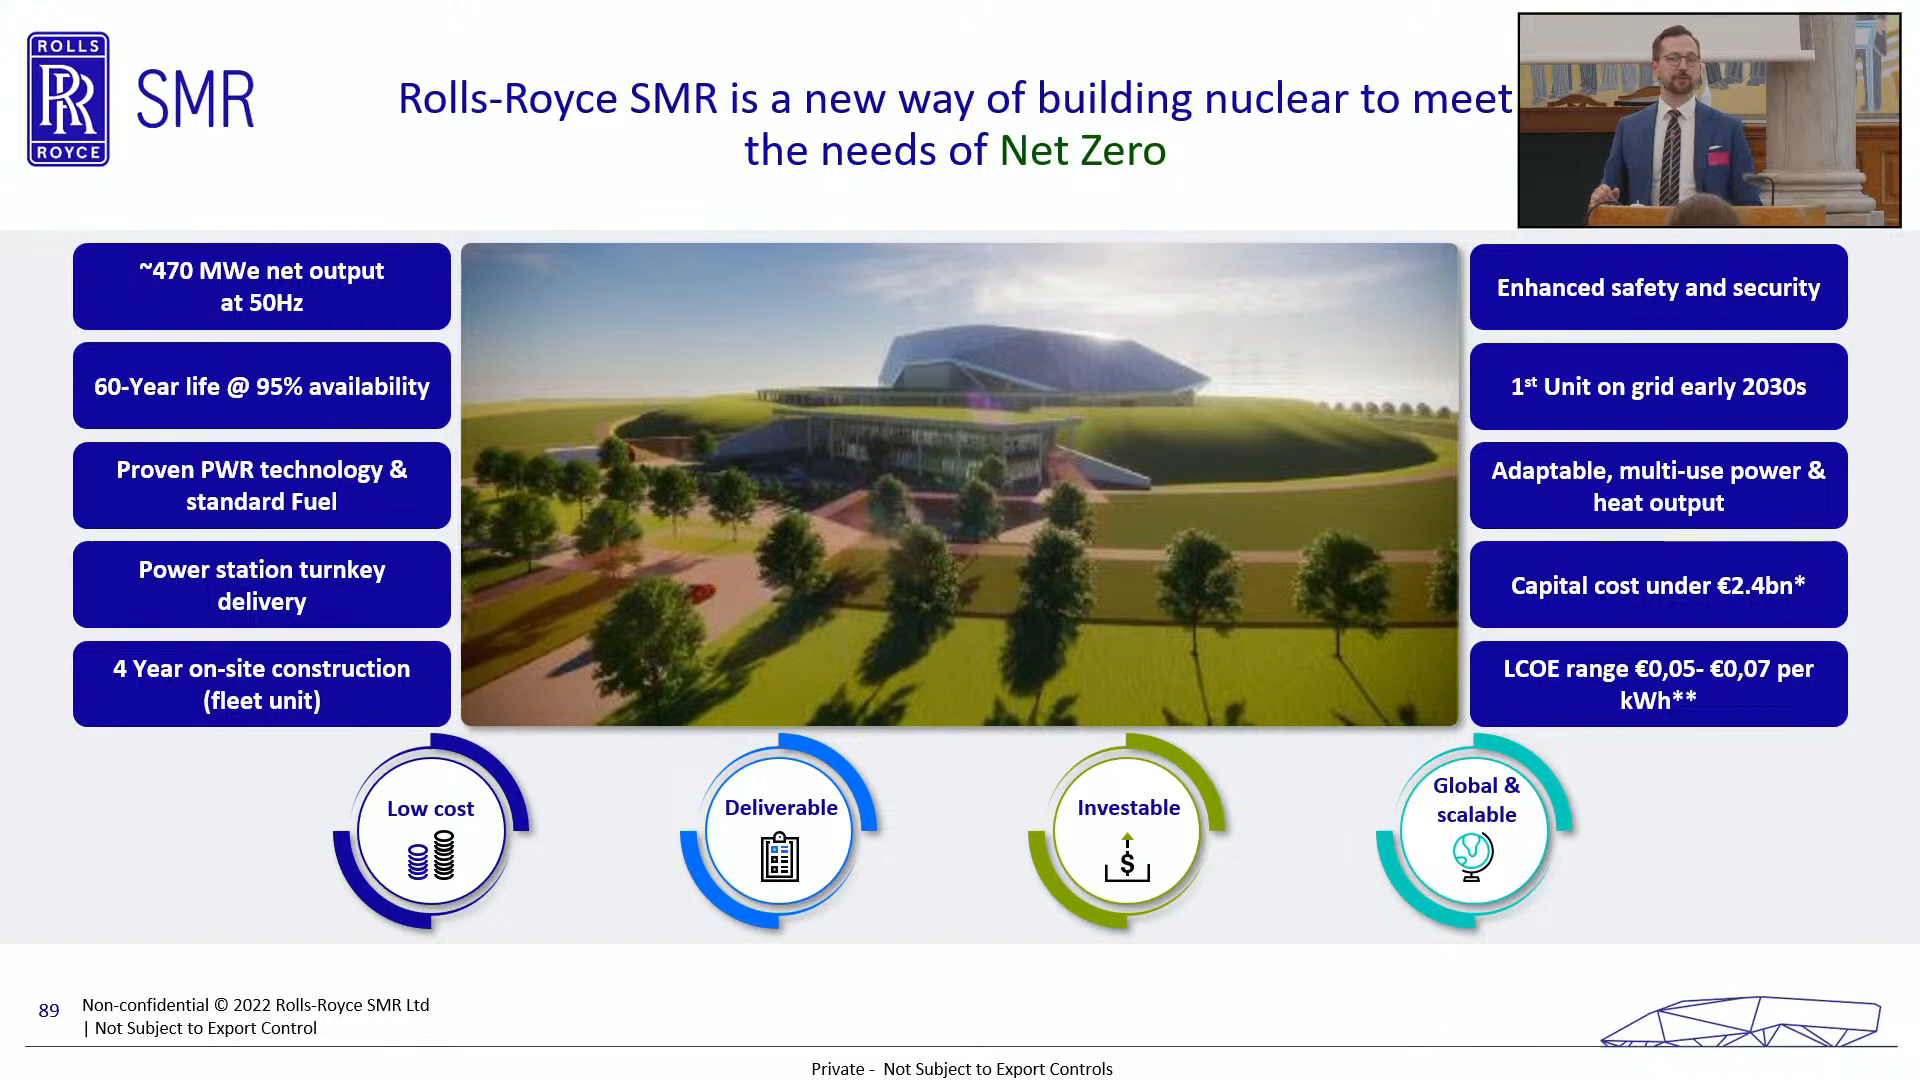 ROLLS
RR
ROYCE
SMR
Rolls-Royce SMR is a new way of building nuclear to meet
the needs of Net Zero
~470 MWe net output
at 50Hz
60-Year life @ 95% availability
Proven PWR technology &
standard Fuel
Power station turnkey
delivery
4 Year on-site construction
(fleet unit)
Enhanced safety and security
1st Unit on grid early 2030s
Adaptable, multi-use power &
heat output
Capital cost under €2.4bn*
LCOE range €0,05- €0,07 per
kWh**
Low cost
Deliverable
Investable
$
Global &
scalable
89
Non-confidential © 2022 Rolls-Royce SMR Ltd
| Not Subject to Export Control
Private - Not Subject to Export Controls